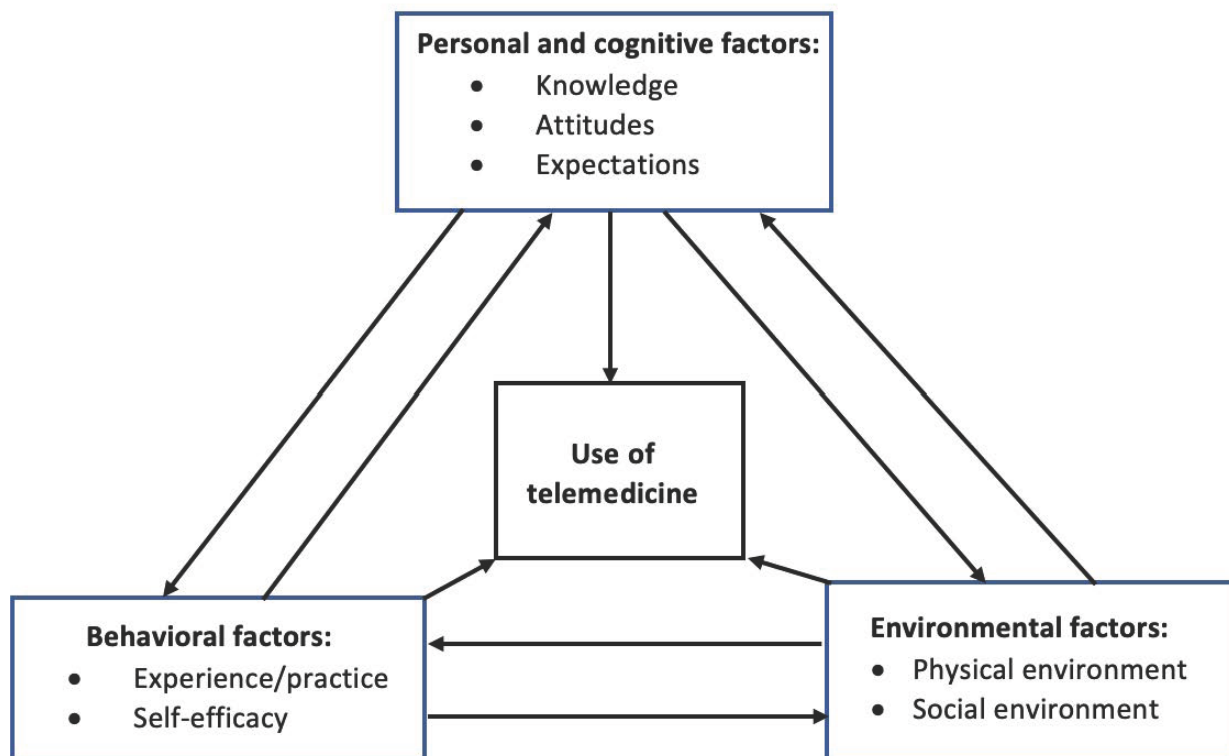 Personal and cognitive factors:
• Knowledge
• Attitudes
• Expectations
Use of
telemedicine
Behavioral factors:
• Experience/practice
• Self-efficacy
Environmental factors:
• Physical environment
• Social environment